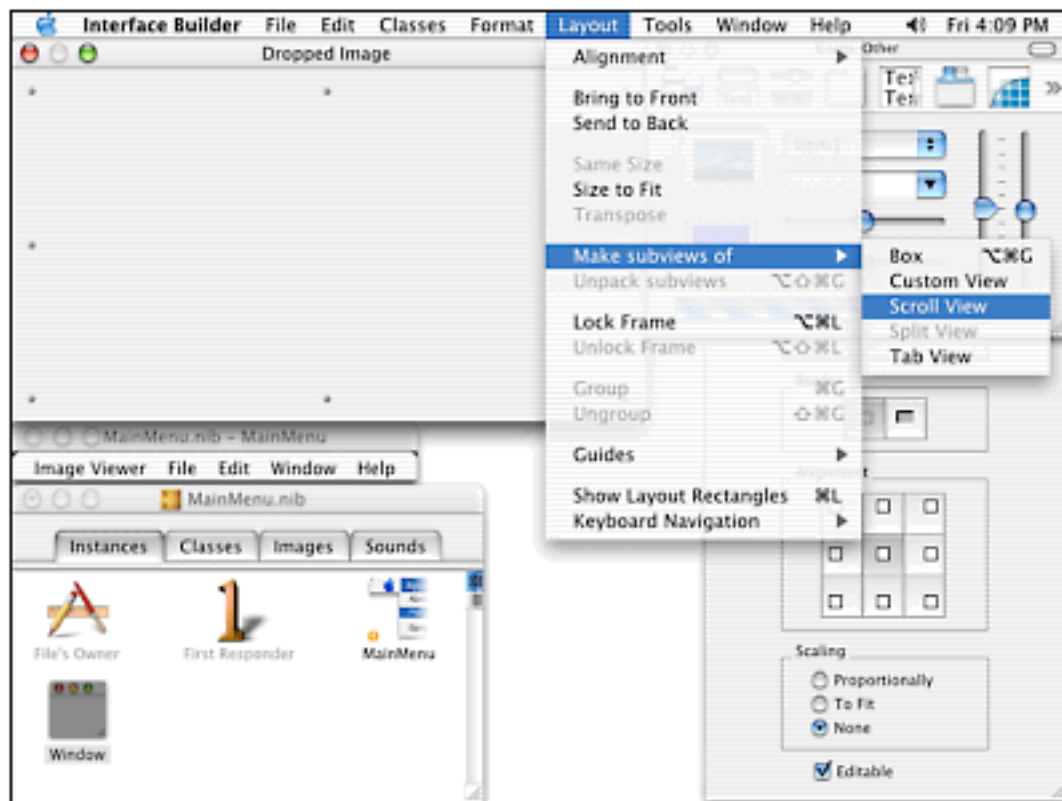 Interface Builder File Edit Classes Format Layout Tools Window Help Fri 4:09 PM
Dropped Image
Other
Alignment
Bring to Front
Send to Back
Same Size
Size to Fit
Transpose
Make subviews of
Unpack subviews ⌥⇧⌘G
Lock Frame ⌥⌘L
Unlock Frame ⌥⇧⌘L
Group ⌘G
Ungroup ⇧⌘G
Guides
Show Layout Rectangles ⌘L
Keyboard Navigation
Box ⌥⌘G
Custom View
Scroll View
Split View
Tab View
MainMenu.nib – MainMenu
Image Viewer File Edit Window Help
MainMenu.nib
Instances Classes Images Sounds
File's Owner First Responder MainMenu
Window
Scaling
Proportionally
To Fit
None
Editable